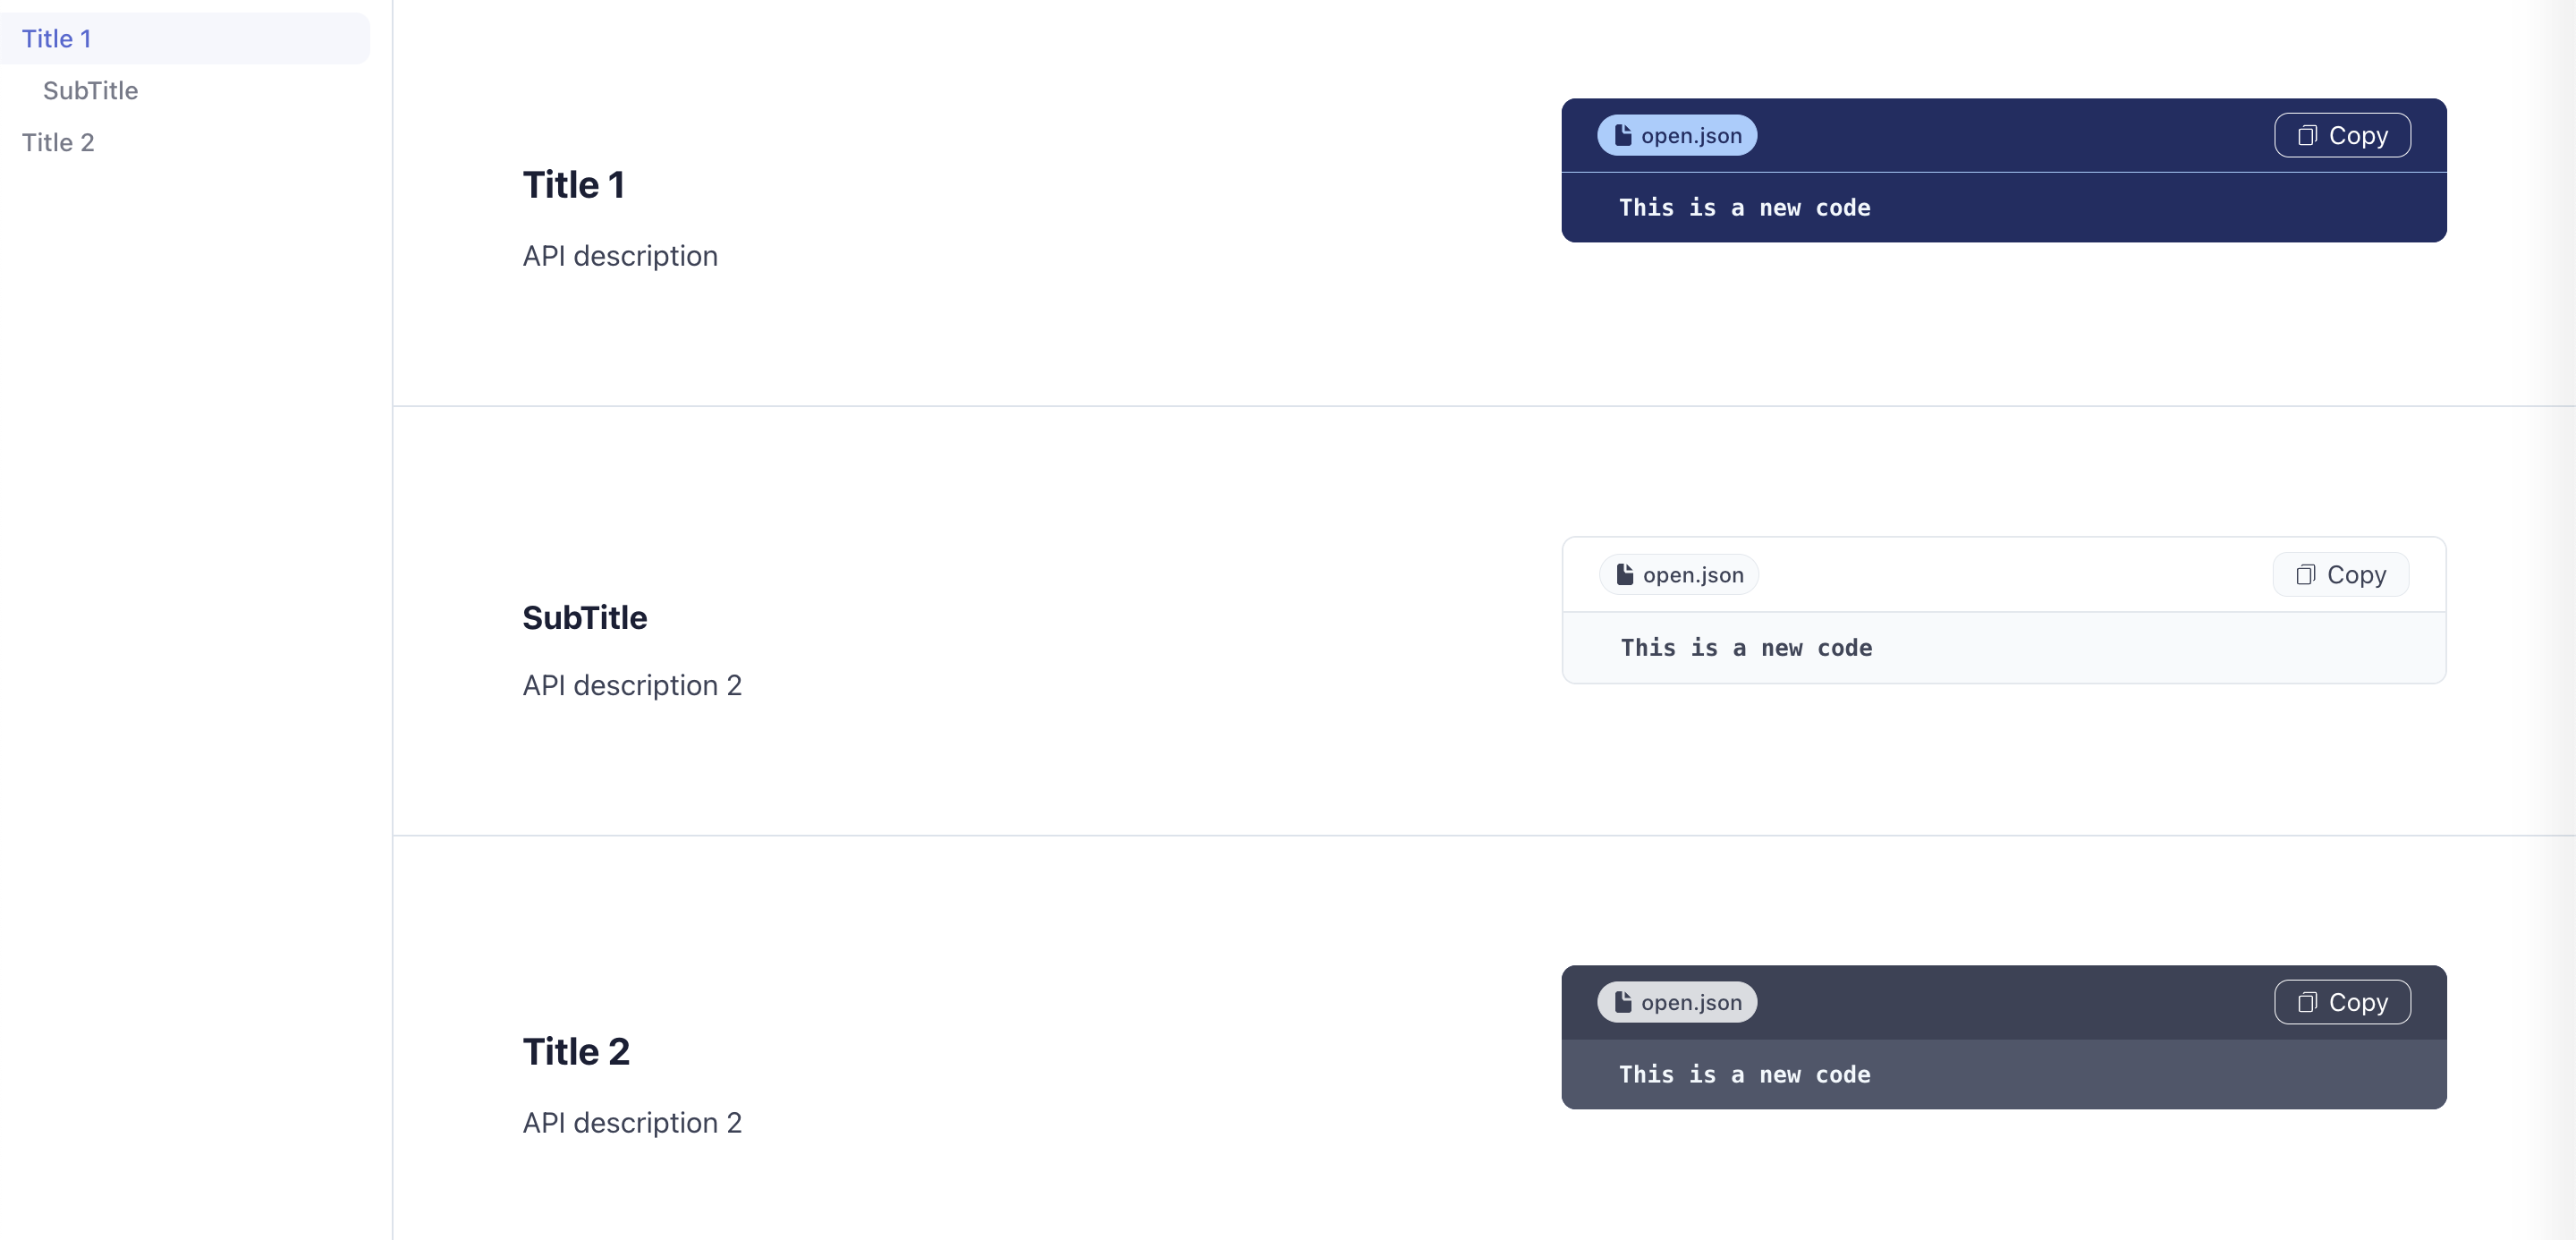 Title 1
SubTitle
Title 2
Title 1
API description
open.json
Copy
This is a new code
SubTitle
API description 2
open.json
Copy
This is a new code
Title 2
API description 2
open.json
Copy
This is a new code